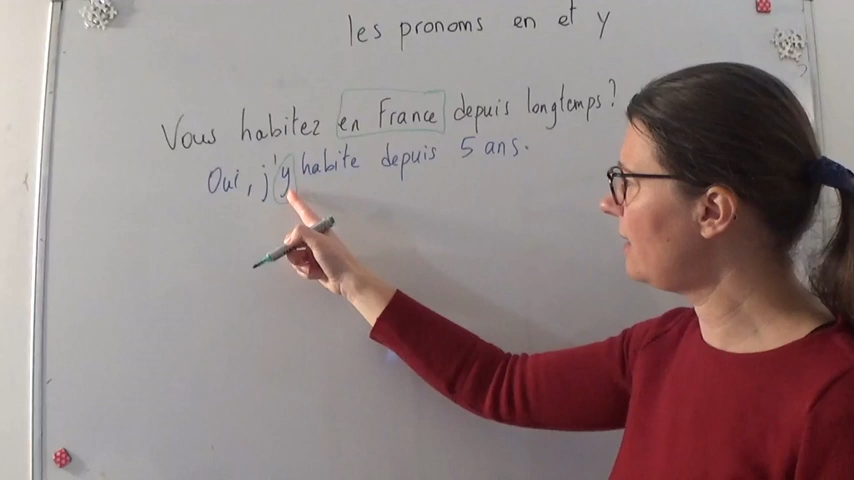 les pronoms en et y
Vous habitez en France depuis longtemps?
Oui, j'y habite depuis 5 ans.